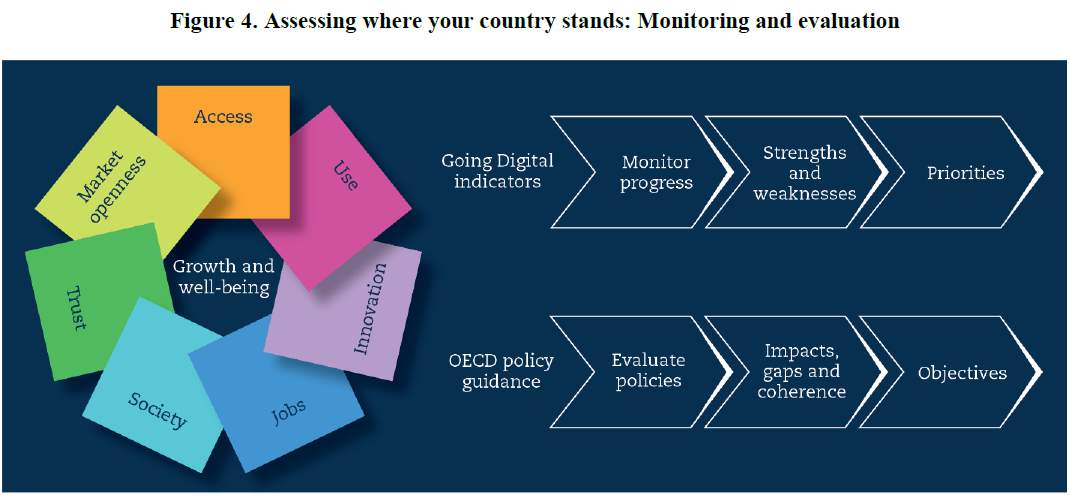 Figure 4. Assessing where your country stands: Monitoring and evaluation
Access
Use
Innovation
Jobs
Society
Trust
Market
openness
Growth and
well-being
Going Digital
indicators
Monitor
progress
Strengths
and
weaknesses
Priorities
OECD policy
guidance
Evaluate
policies
Impacts,
gaps and
coherence
Objectives